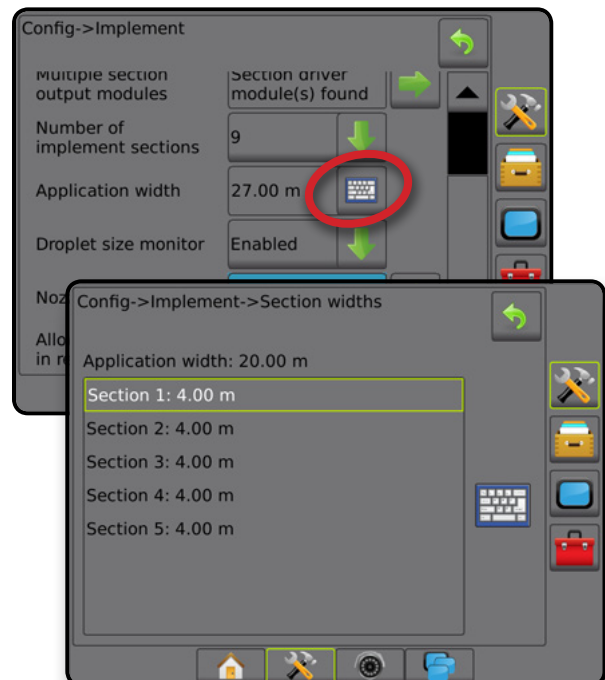 Config->Implement
Multiple section
output modules
Section driver
module(s) found
Number of
implement sections
9
Application width
27.00 m
Droplet size monitor
Enabled
Config->Implement->Section widths
Application width: 20.00 m
Section 1: 4.00 m
Section 2: 4.00 m
Section 3: 4.00 m
Section 4: 4.00 m
Section 5: 4.00 m